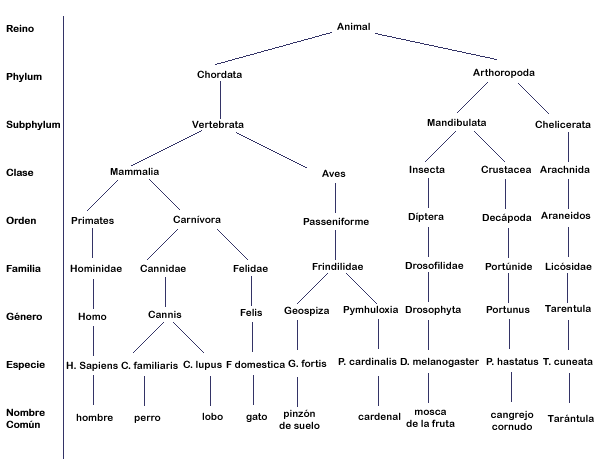 Reino Animal
Phylum Chordata Arthoropoda
Subphylum Vertebrata Mandibulata Chelicerata
Clase Mammalia Aves Insecta Crustacea Arachnida
Orden Primates Carnívora Passeniforme Díptera Decápoda Araneidos
Familia Hominidae Cannidae Felidae Frindilidae Drosofilidae Portúnide Licósidae
Género Homo Cannis Felis Geospiza Pymhuloxia Drosophyta Portunus Tarentula
Especie H. Sapiens C. familiaris C. lupus F domestica G. fortis P. cardinalis D. melanogaster P. hastatus T. cuneata
Nombre
Común
hombre perro lobo gato
pinzón
de suelo
cardenal
mosca
de la fruta
cangrejo
cornudo
Tarántula